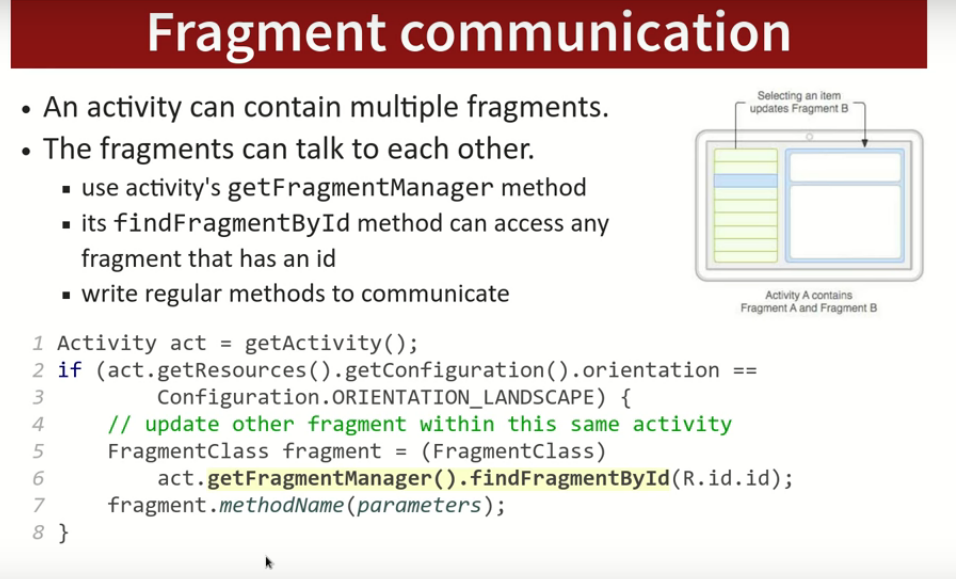 Fragment communication
• An activity can contain multiple fragments.
• The fragments can talk to each other.
▪ use activity's getFragmentManager method
▪ its findFragmentById method can access any
fragment that has an id
▪ write regular methods to communicate
Selecting an item
updates Fragment B
Activity A contains
Fragment A and Fragment B
1 Activity act = getActivity();
2 if (act.getResources().getConfiguration().orientation ==
3         Configuration.ORIENTATION_LANDSCAPE) {
4     // update other fragment within this same activity
5     FragmentClass fragment = (FragmentClass)
6         act.getFragmentManager().findFragmentById(R.id.id);
7     fragment.methodName(parameters);
8 }